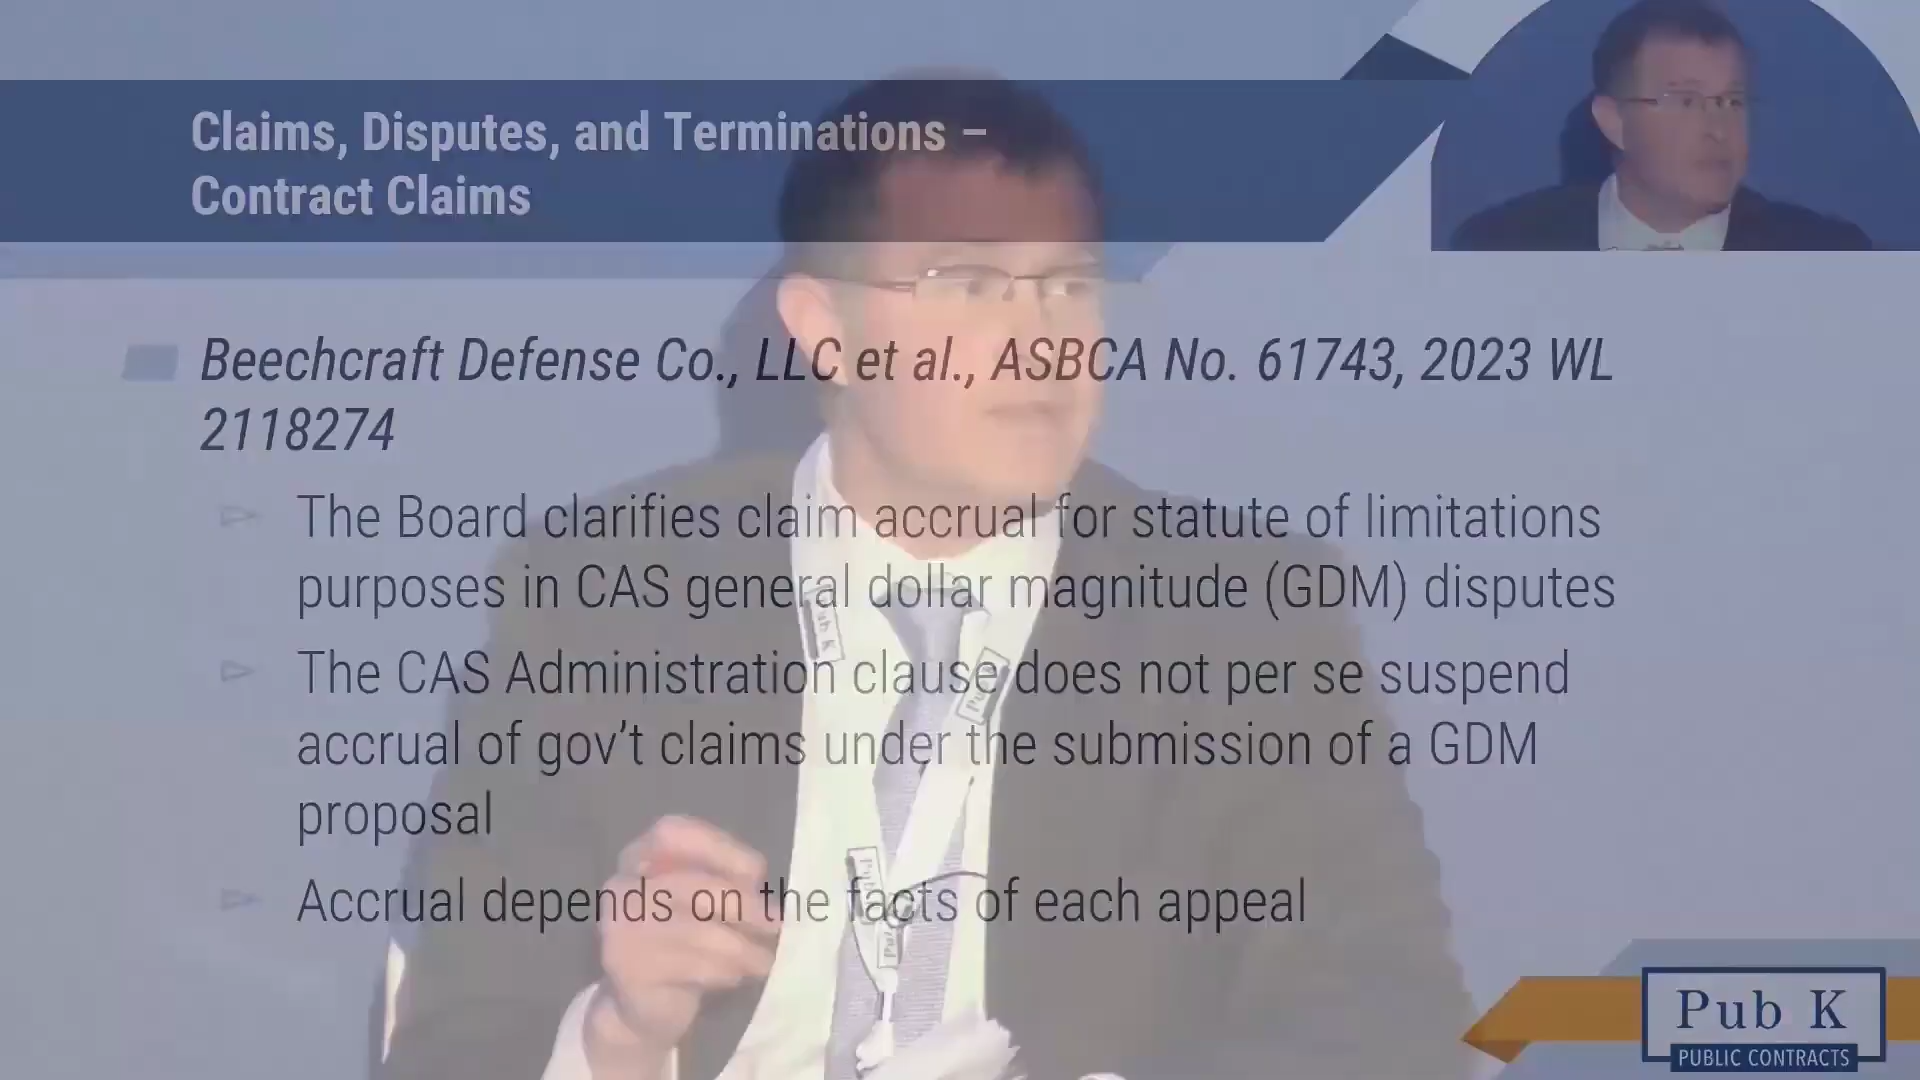 Claims, Disputes, and Terminations –
Contract Claims
Beechcraft Defense Co., LLC et al., ASBCA No. 61743, 2023 WL
2118274
The Board clarifies claim accrual for statute of limitations
purposes in CAS general dollar magnitude (GDM) disputes
The CAS Administration clause does not per se suspend
accrual of gov't claims under the submission of a GDM
proposal
Accrual depends on the facts of each appeal
Pub K
Pub K
Pub K
PUBLIC CONTRACTS